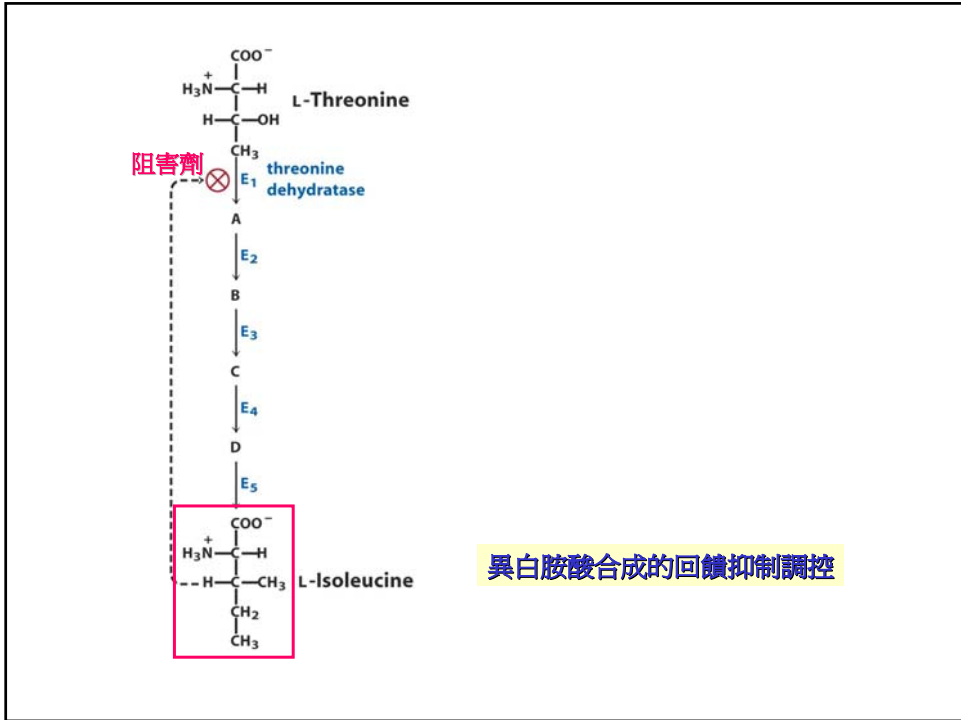 COO⁻
H₃N⁺—C—H
L-Threonine
H—C—OH
CH₃
阻害劑
E₁
threonine
dehydratase
A
E₂
B
E₃
C
E₄
D
E₅
COO⁻
H₃N⁺—C—H
H—C—CH₃
L-Isoleucine
CH₂
CH₃
異白胺酸合成的回饋抑制調控